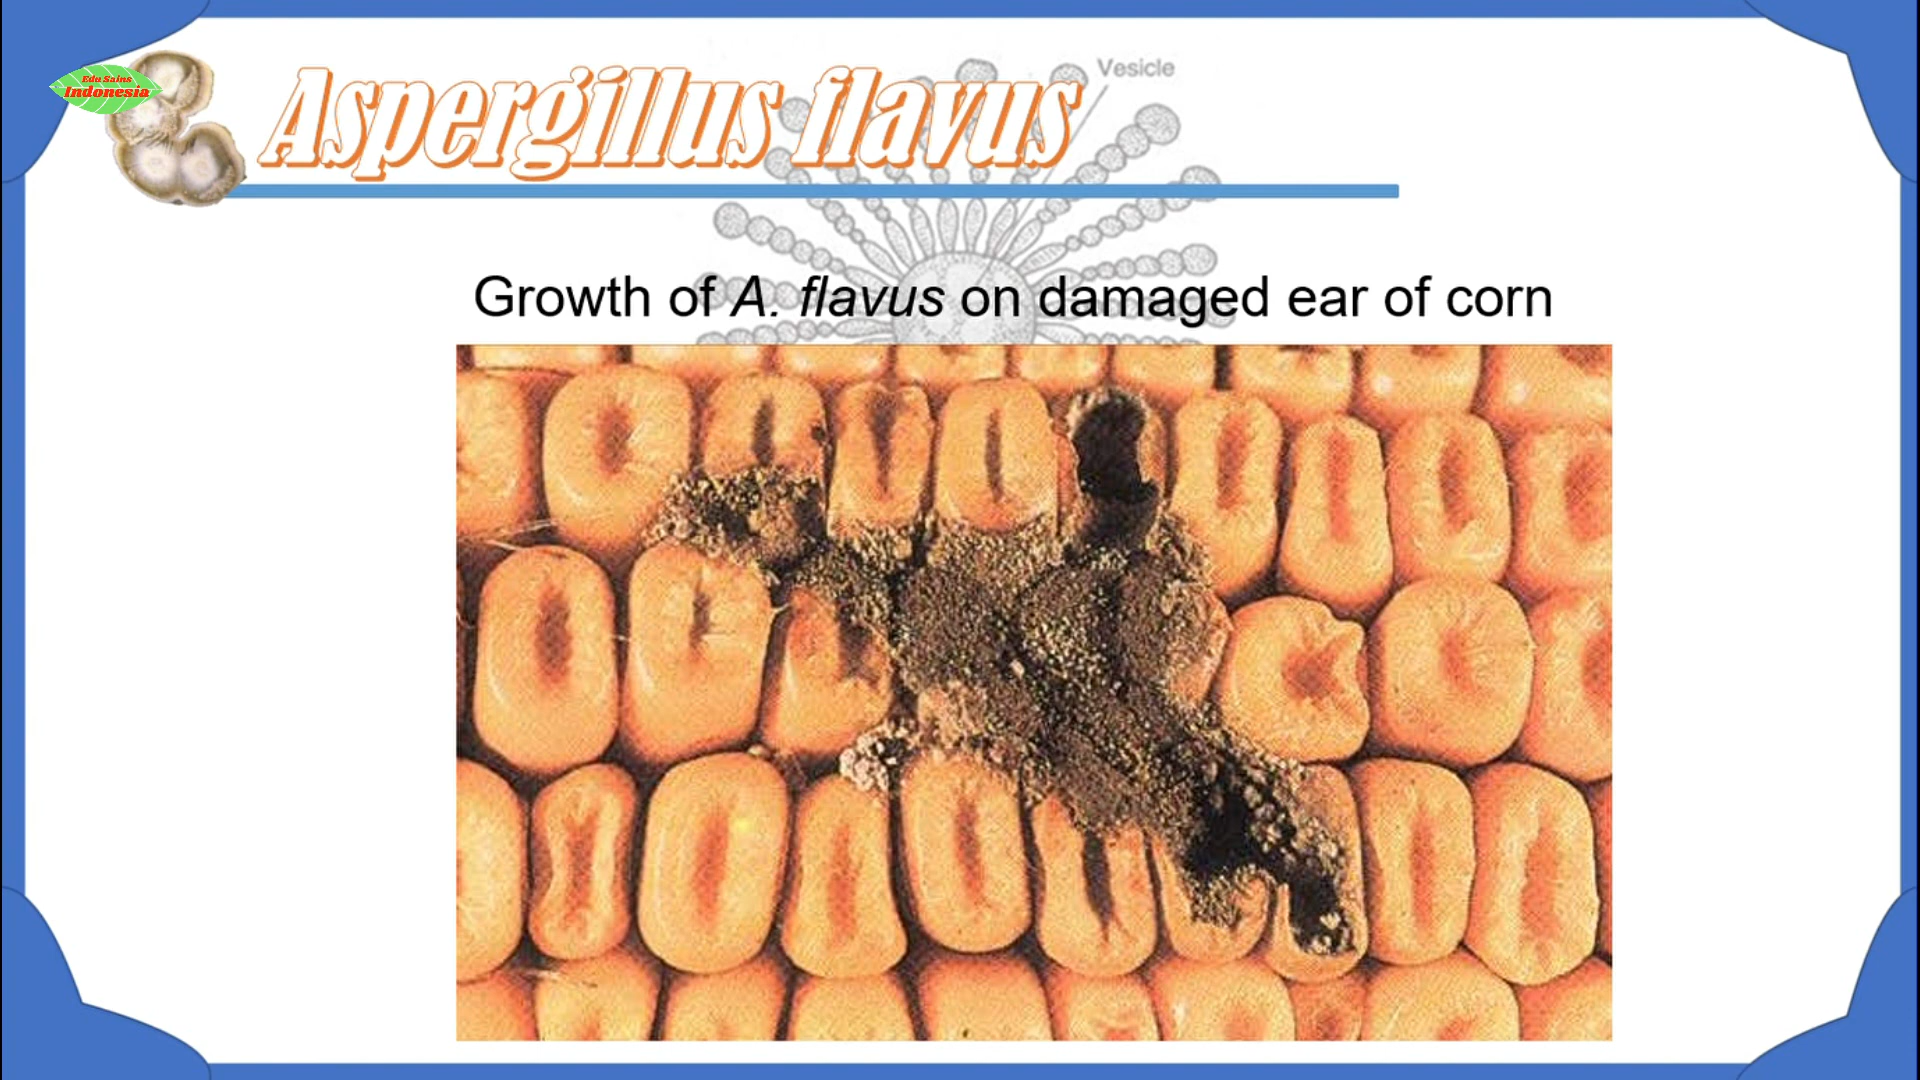 Edu Sains
Indonesia
Aspergillus flavus
Vesicle
Growth of A. flavus on damaged ear of corn